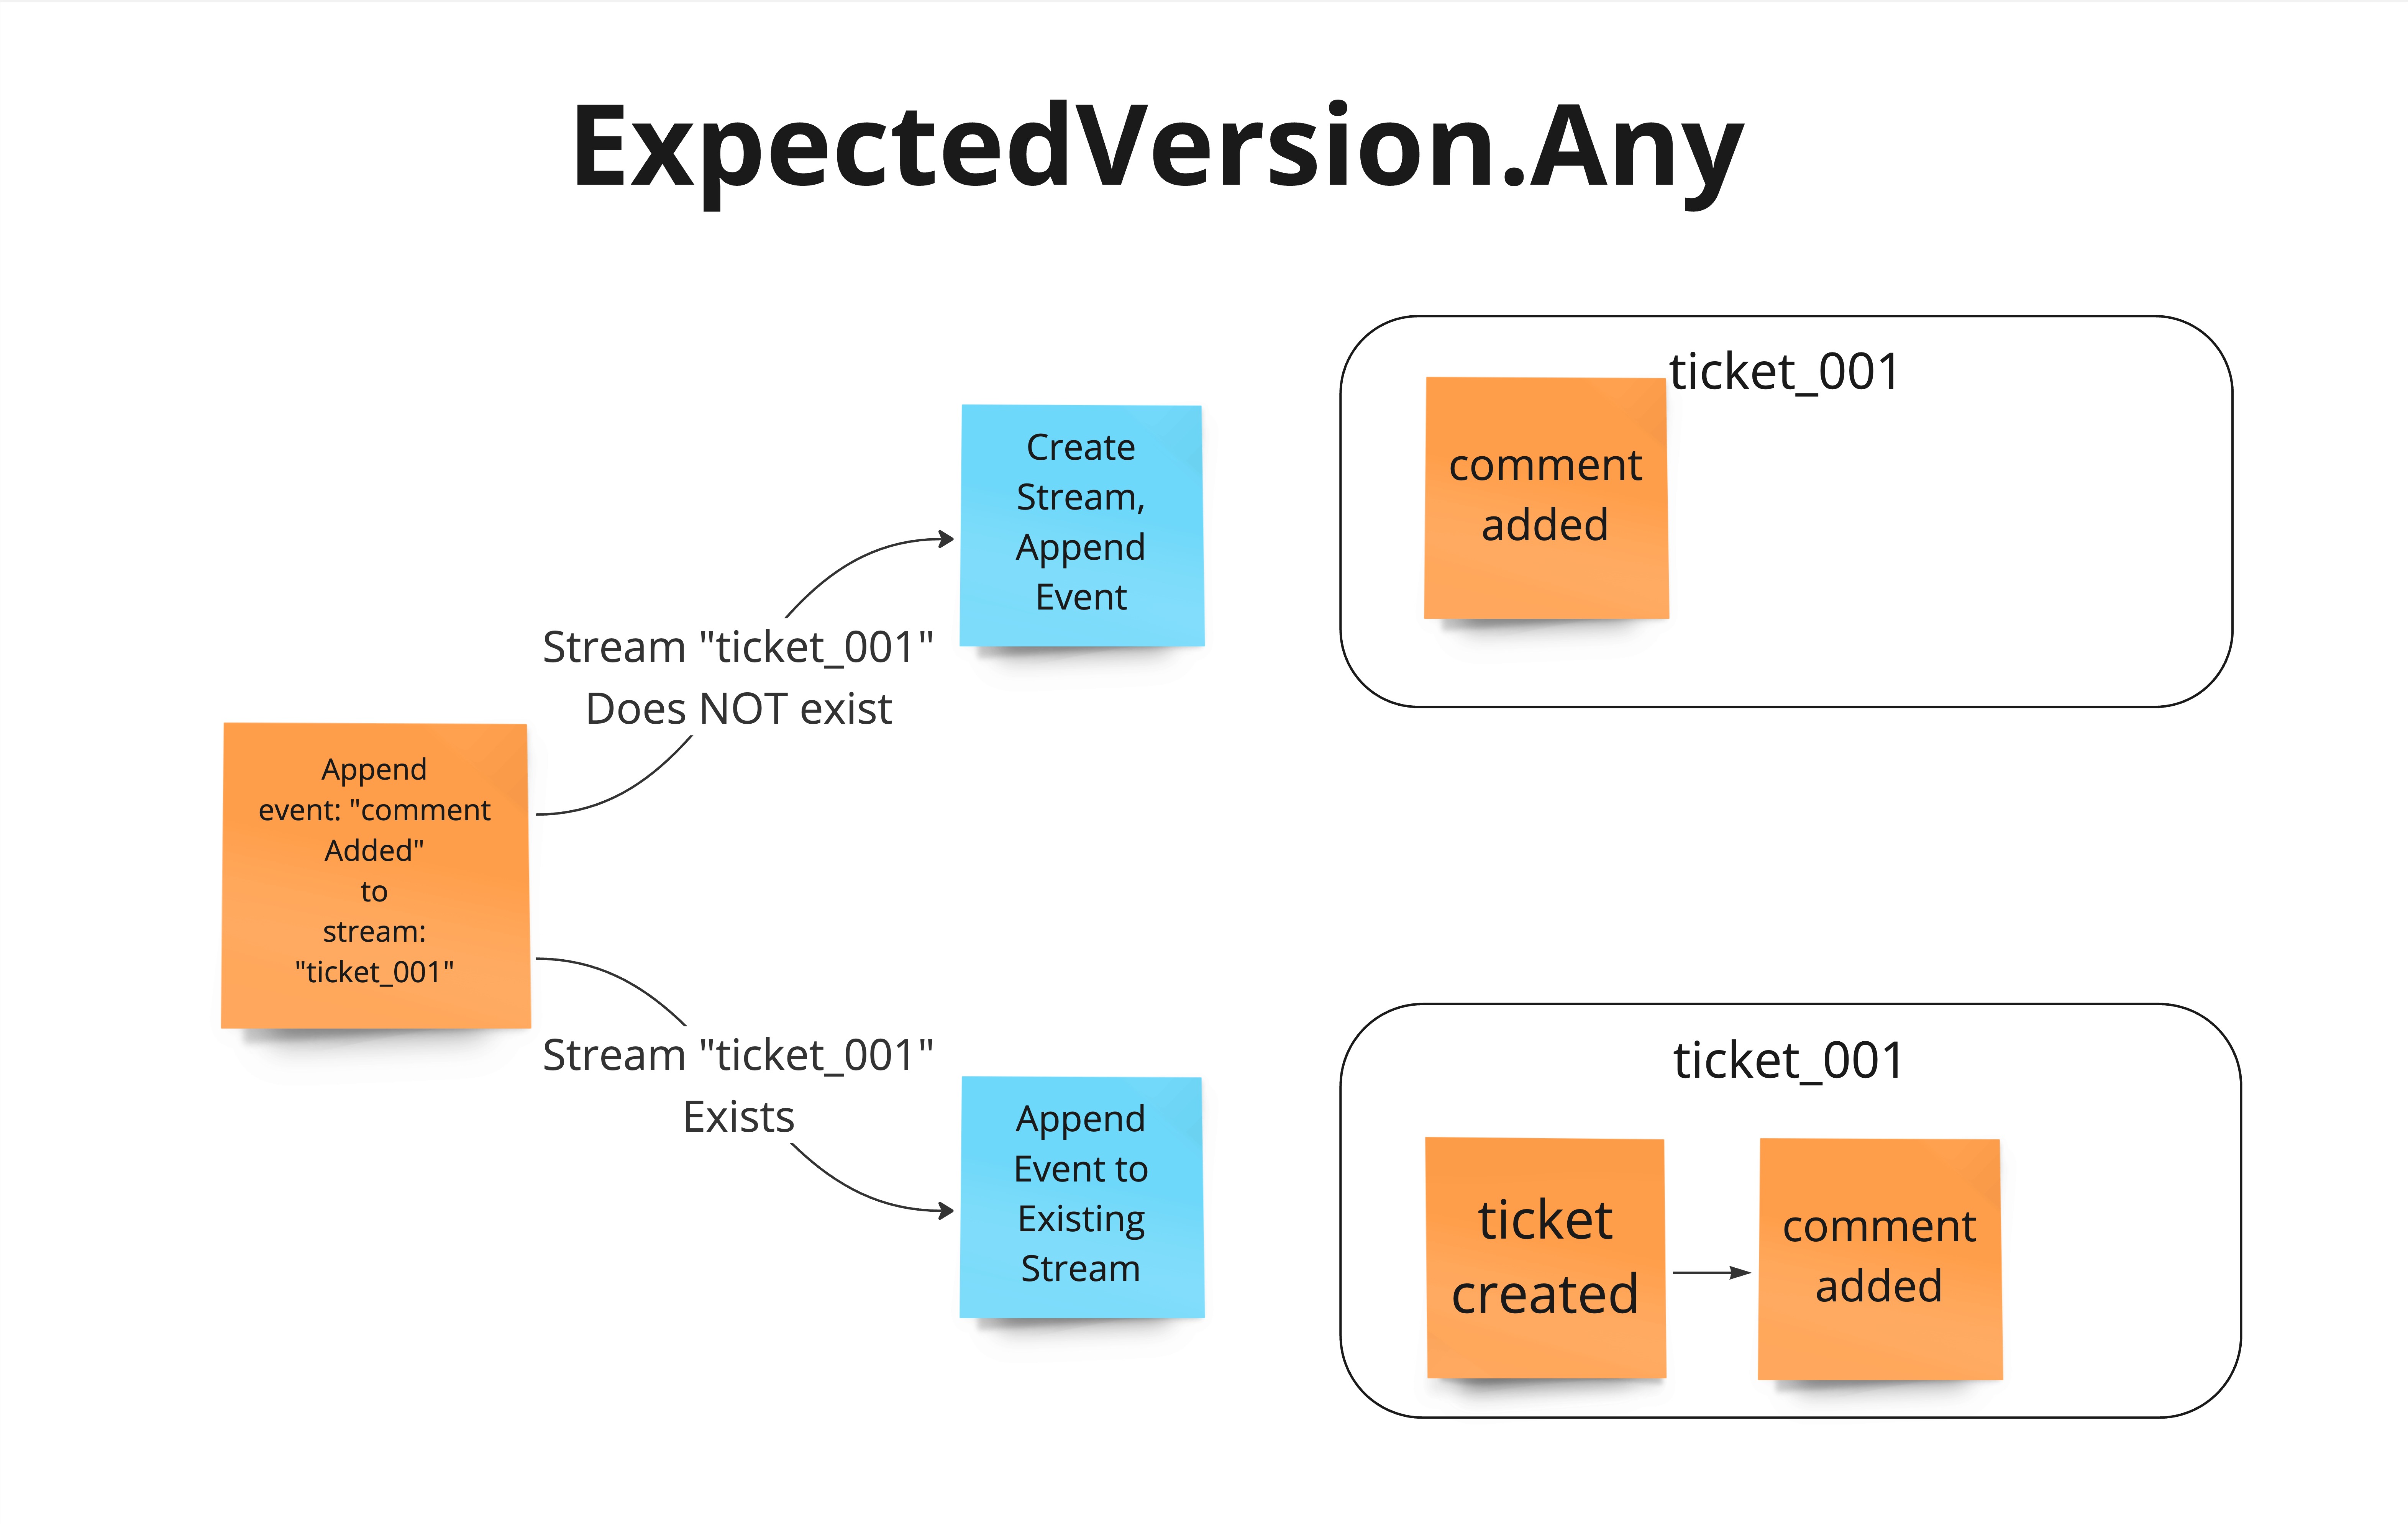 ExpectedVersion.Any
Create
Stream,
Append
Event
ticket_001
comment
added
Stream "ticket_001"
Does NOT exist
Append
event: "comment
Added"
to
stream:
"ticket_001"
Stream "ticket_001"
Exists
Append
Event to
Existing
Stream
ticket_001
ticket
created
comment
added